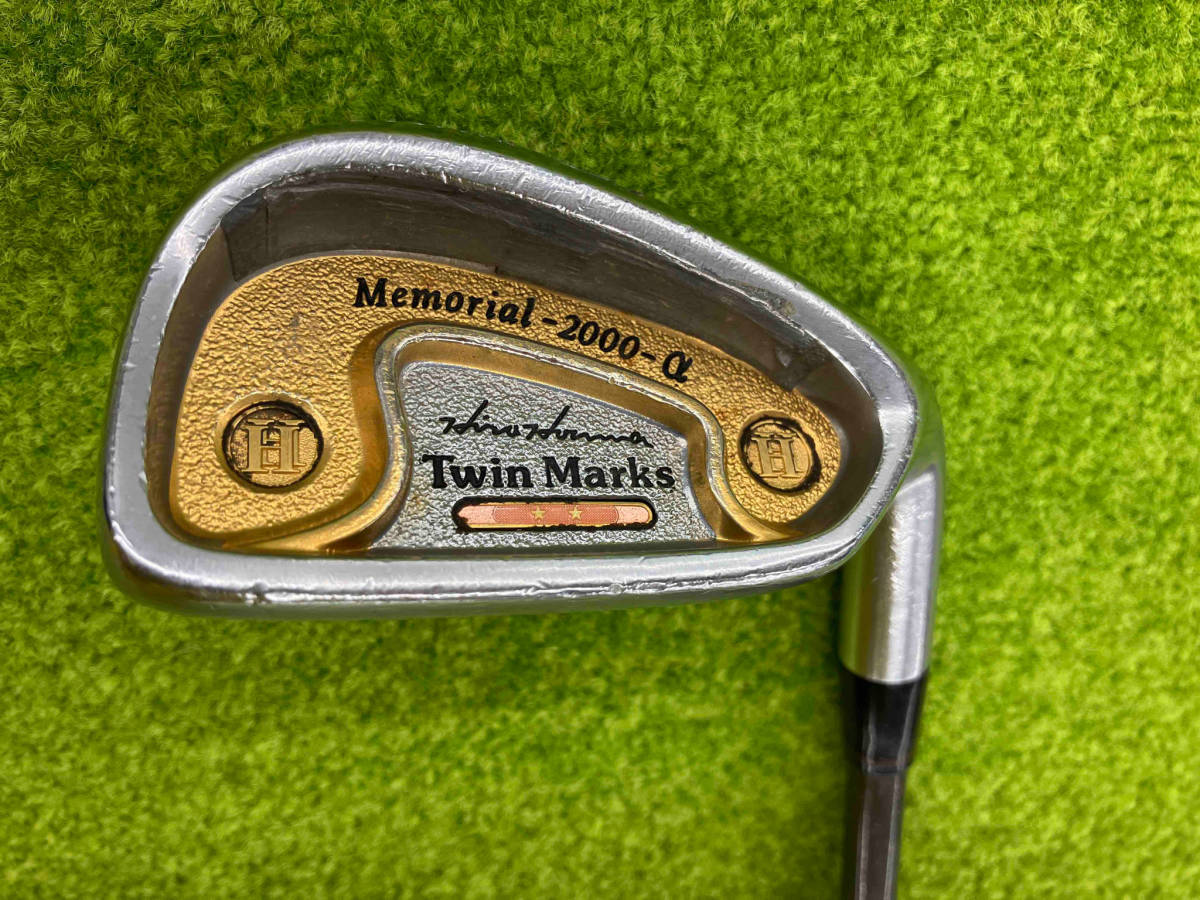 Memorial -2000-α
Hiro Honma
Twin Marks
H
H